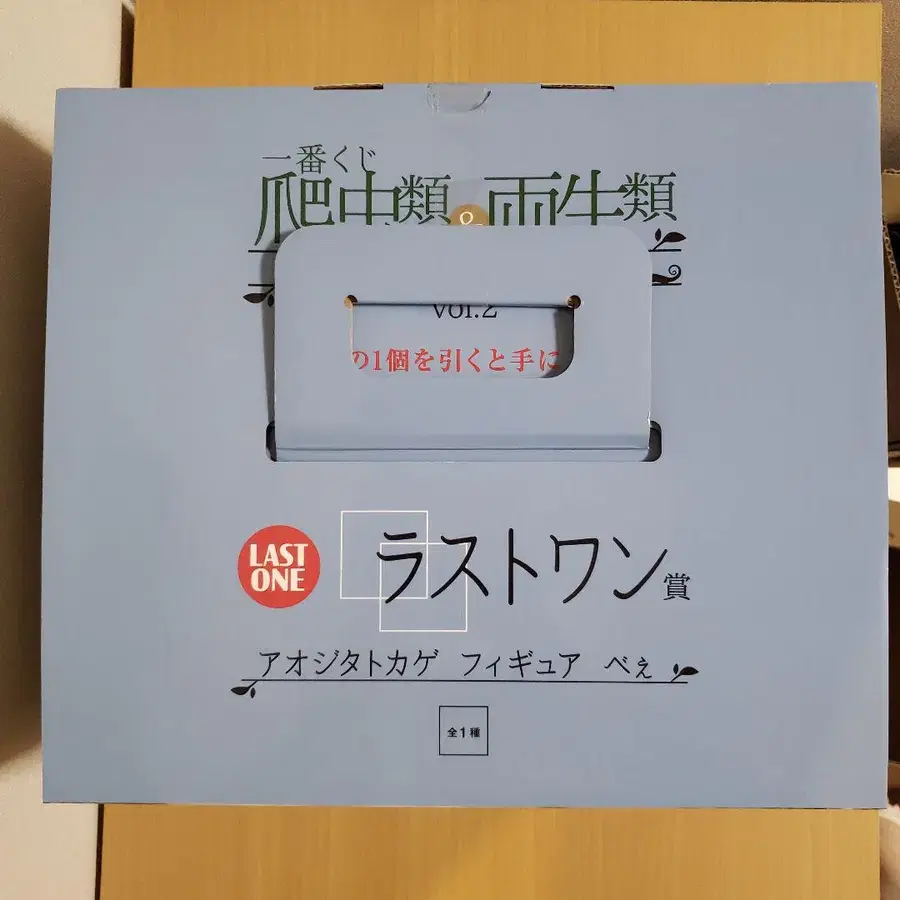 一番くじ
爬虫類 & 両生類
vol.2
の1個を引くと手に
LAST
ONE
ラストワン賞
アオジタトカゲ フィギュア べぇ
全1種